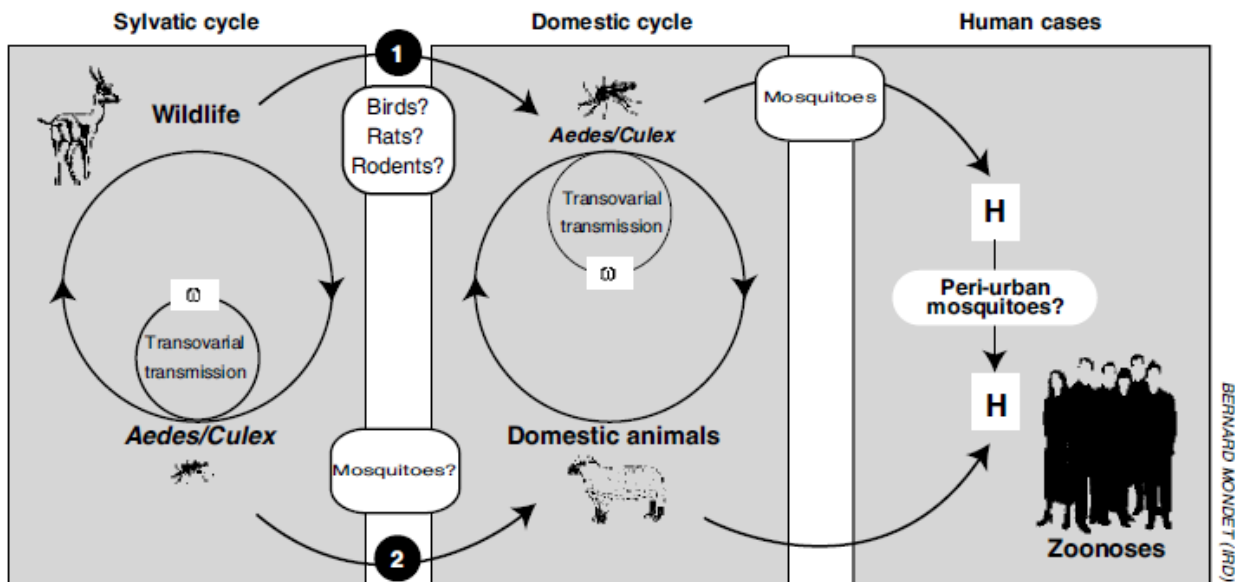 Sylvatic cycle
Domestic cycle
Human cases
1
Wildlife
Birds?
Rats?
Rodents?
Aedes/Culex
Mosquitoes
Transovarial
transmission
ω
H
Peri-urban
mosquitoes?
H
ω
Transovarial
transmission
Aedes/Culex
Mosquitoes?
Domestic animals
2
Zoonoses
BERNARD MONDET (IRD)